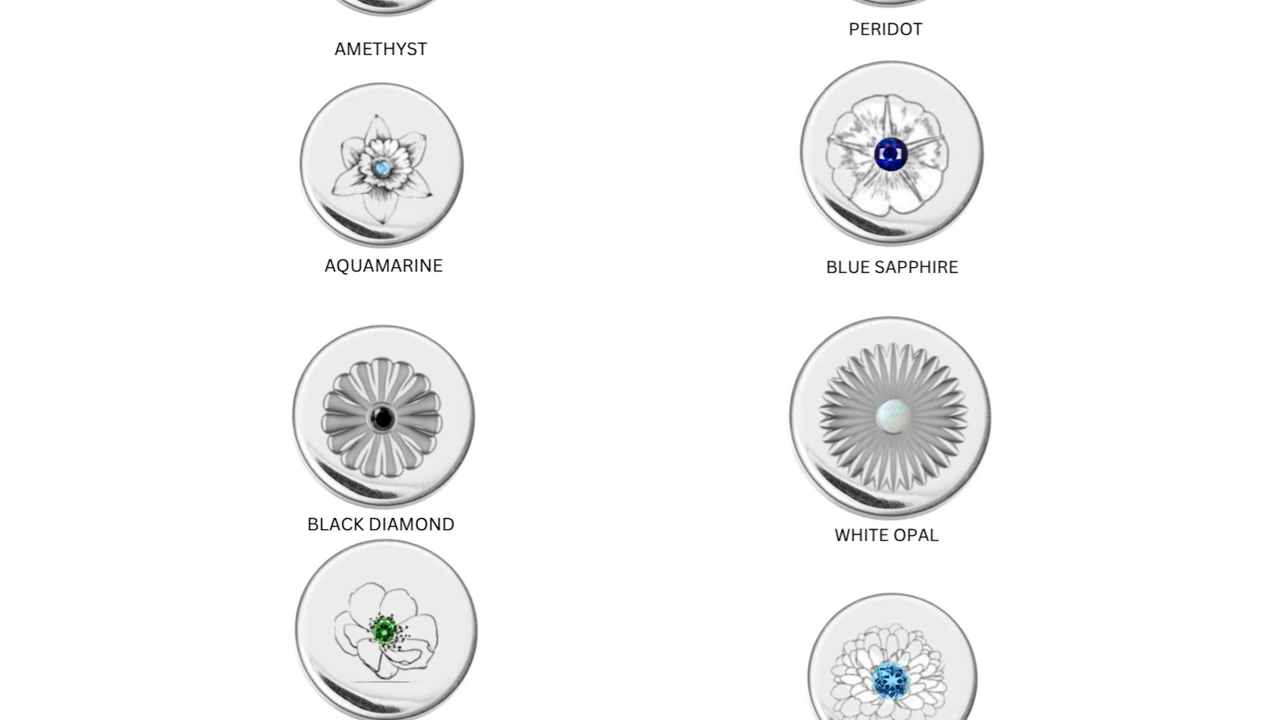 AMETHYST
PERIDOT
AQUAMARINE
BLUE SAPPHIRE
BLACK DIAMOND
WHITE OPAL